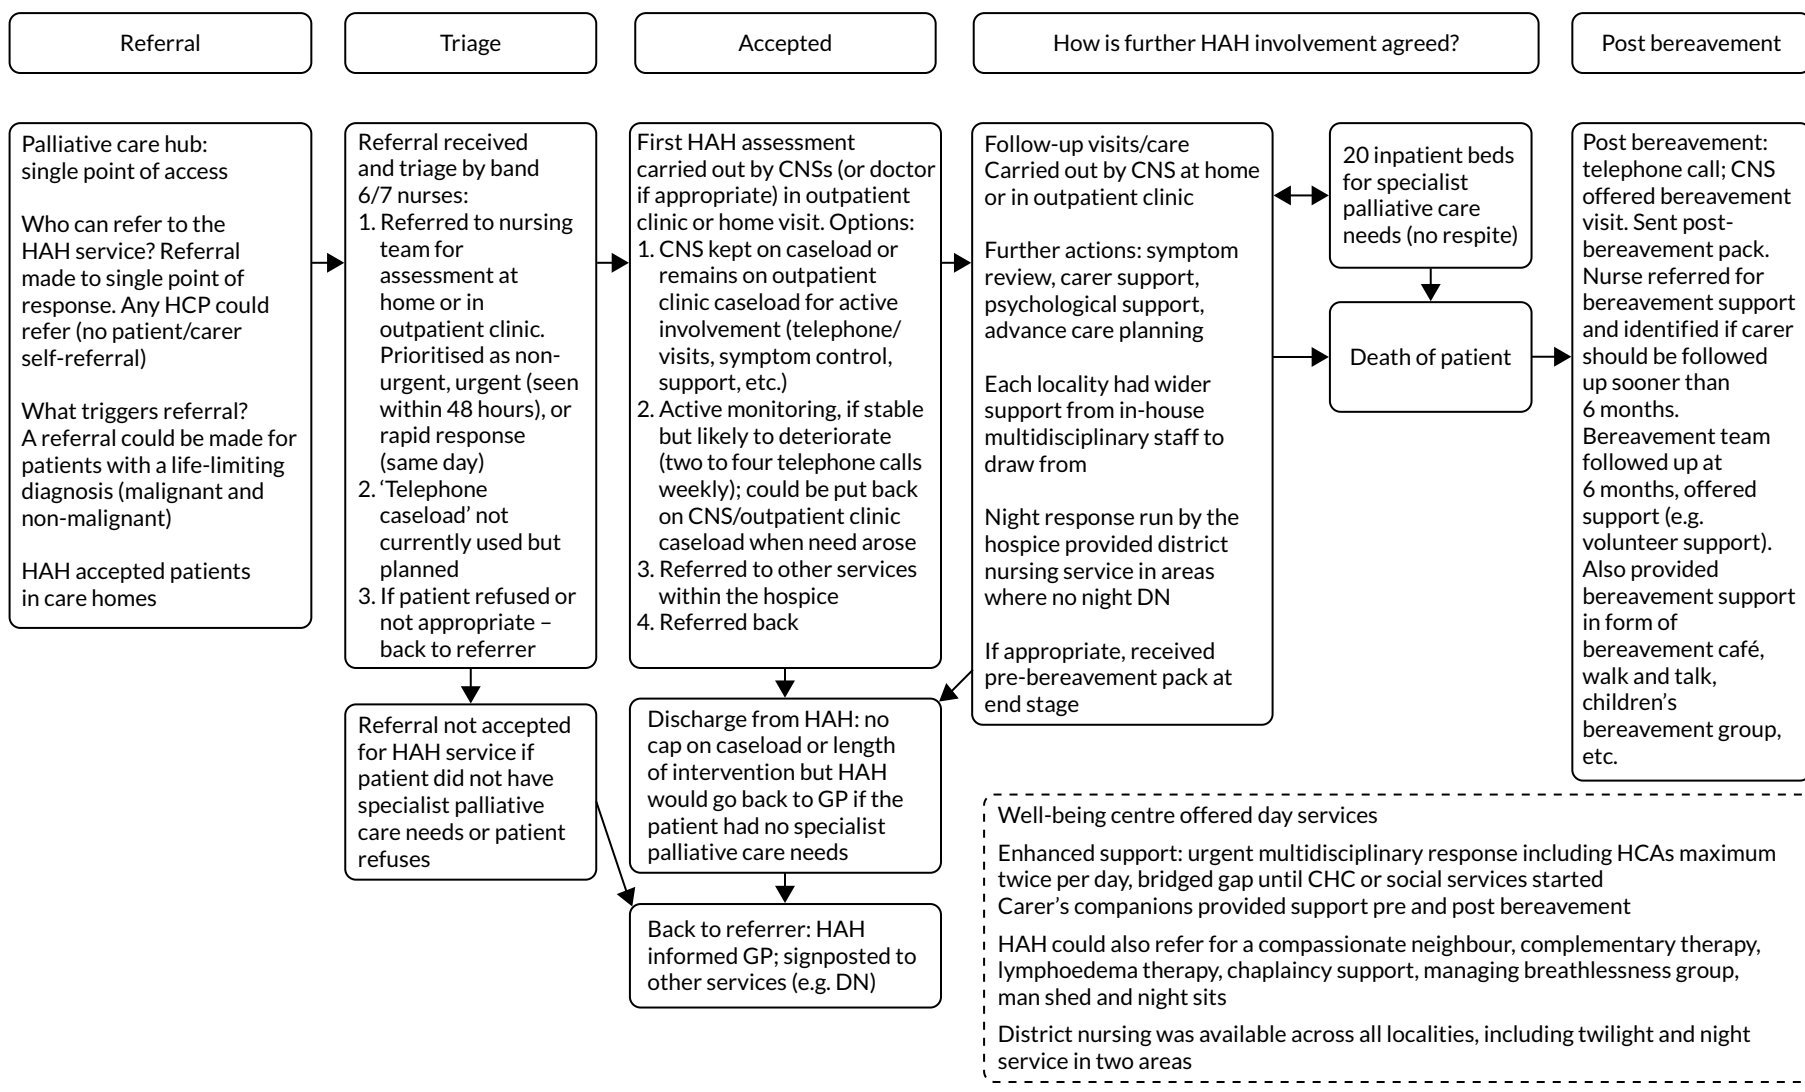 Referral
Triage
Accepted
How is further HAH involvement agreed?
Post bereavement
Palliative care hub:
single point of access
Who can refer to the
HAH service? Referral
made to single point of
response. Any HCP could
refer (no patient/carer
self-referral)
What triggers referral?
A referral could be made for
patients with a life-limiting
diagnosis (malignant and
non-malignant)
HAH accepted patients
in care homes
Referral received
and triage by band
6/7 nurses:
1. Referred to nursing
team for
assessment at
home or in
outpatient clinic.
Prioritised as non-
urgent, urgent (seen
within 48 hours), or
rapid response
(same day)
2. ‘Telephone
caseload’ not
currently used but
planned
3. If patient refused or
not appropriate –
back to referrer
Referral not accepted
for HAH service if
patient did not have
specialist palliative
care needs or patient
refuses
First HAH assessment
carried out by CNSs (or doctor
if appropriate) in outpatient
clinic or home visit. Options:
1. CNS kept on caseload or
remains on outpatient
clinic caseload for active
involvement (telephone/
visits, symptom control,
support, etc.)
2. Active monitoring, if stable
but likely to deteriorate
(two to four telephone calls
weekly); could be put back
on CNS/outpatient clinic
caseload when need arose
3. Referred to other services
within the hospice
4. Referred back
Discharge from HAH: no
cap on caseload or length
of intervention but HAH
would go back to GP if the
patient had no specialist
palliative care needs
Back to referrer: HAH
informed GP; signposted to
other services (e.g. DN)
Follow-up visits/care
Carried out by CNS at home
or in outpatient clinic
Further actions: symptom
review, carer support,
psychological support,
advance care planning
Each locality had wider
support from in-house
multidisciplinary staff to
draw from
Night response run by the
hospice provided district
nursing service in areas
where no night DN
If appropriate, received
pre-bereavement pack at
end stage
20 inpatient beds
for specialist
palliative care
needs (no respite)
Death of patient
Post bereavement:
telephone call; CNS
offered bereavement
visit. Sent post-
bereavement pack.
Nurse referred for
bereavement support
and identified if carer
should be followed
up sooner than
6 months.
Bereavement team
followed up at
6 months, offered
support (e.g.
volunteer support).
Also provided
bereavement support
in form of
bereavement café,
walk and talk,
children’s
bereavement group,
etc.
Well-being centre offered day services
Enhanced support: urgent multidisciplinary response including HCAs maximum
twice per day, bridged gap until CHC or social services started
Carer’s companions provided support pre and post bereavement
HAH could also refer for a compassionate neighbour, complementary therapy,
lymphoedema therapy, chaplaincy support, managing breathlessness group,
man shed and night sits
District nursing was available across all localities, including twilight and night
service in two areas